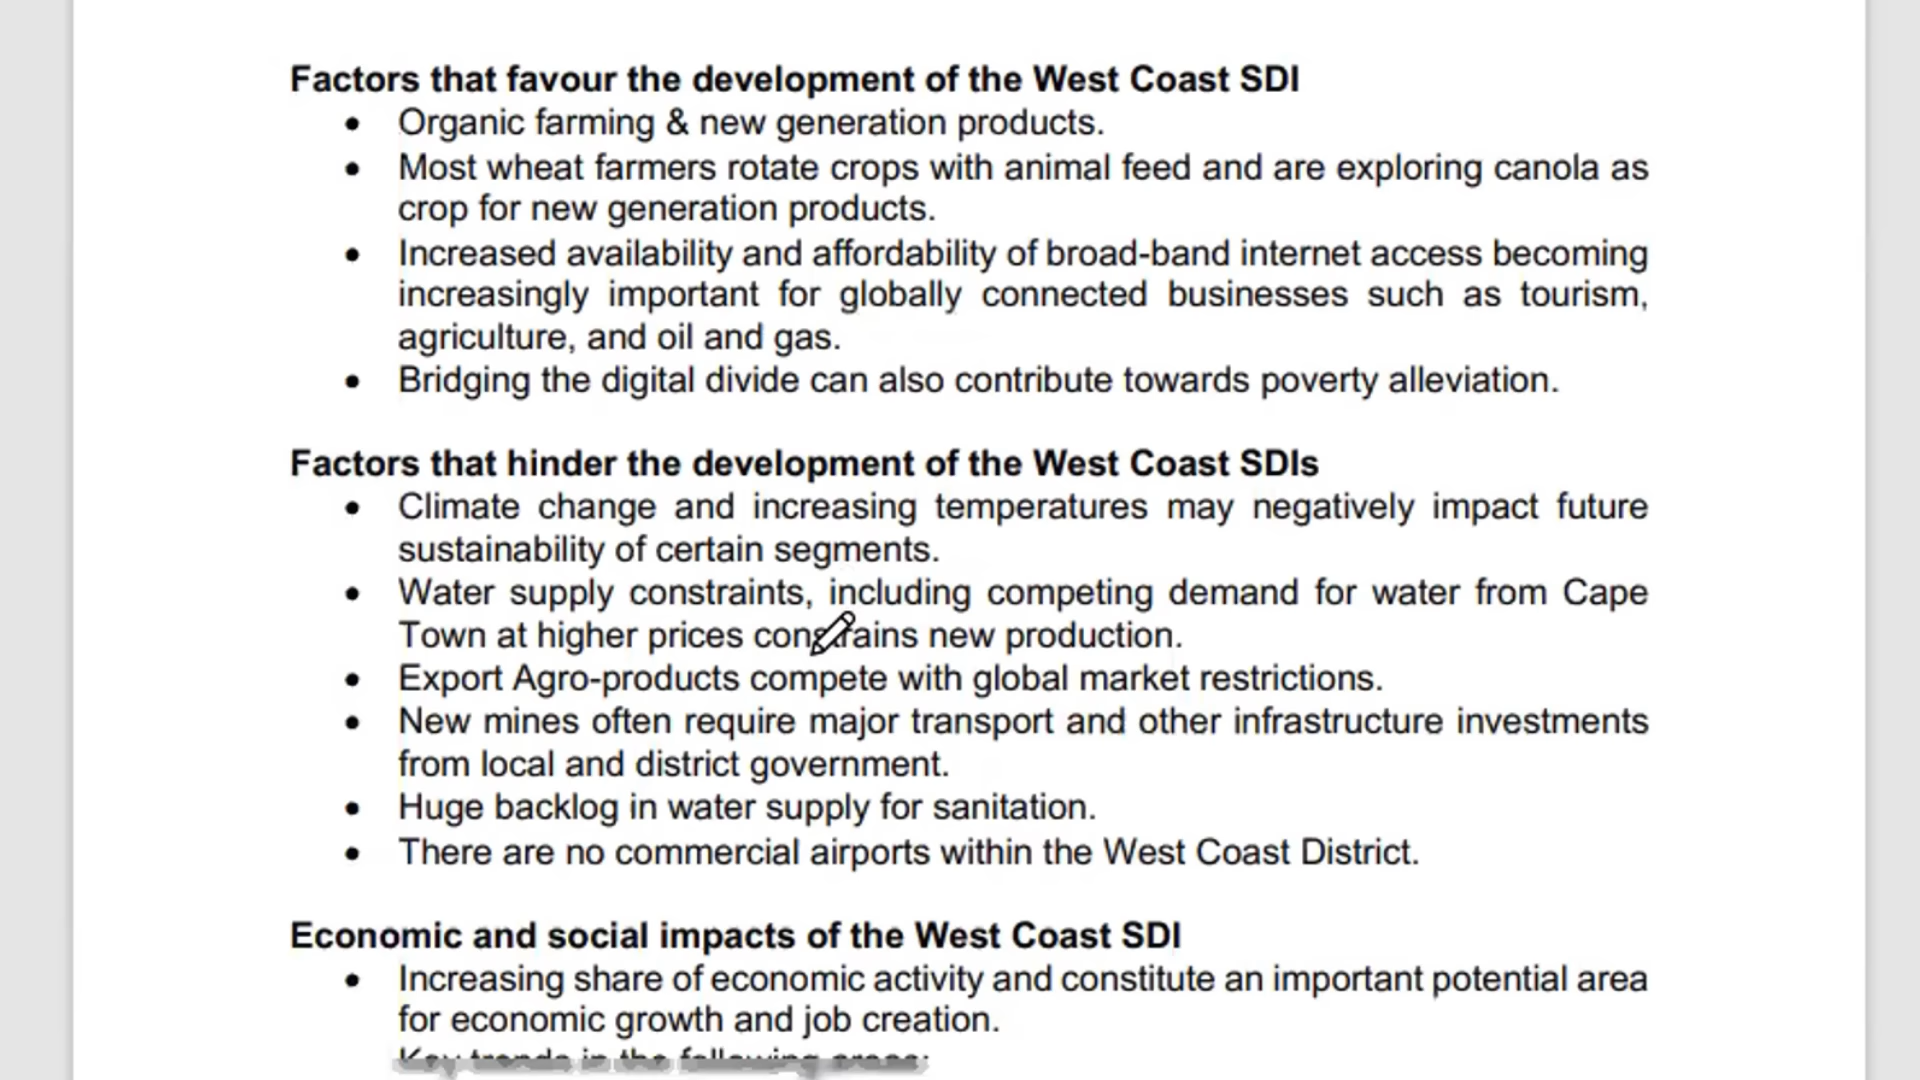 Factors that favour the development of the West Coast SDI
• Organic farming & new generation products.
• Most wheat farmers rotate crops with animal feed and are exploring canola as
crop for new generation products.
• Increased availability and affordability of broad-band internet access becoming
increasingly important for globally connected businesses such as tourism,
agriculture, and oil and gas.
• Bridging the digital divide can also contribute towards poverty alleviation.
Factors that hinder the development of the West Coast SDIs
• Climate change and increasing temperatures may negatively impact future
sustainability of certain segments.
• Water supply constraints, including competing demand for water from Cape
Town at higher prices constrains new production.
• Export Agro-products compete with global market restrictions.
• New mines often require major transport and other infrastructure investments
from local and district government.
• Huge backlog in water supply for sanitation.
• There are no commercial airports within the West Coast District.
Economic and social impacts of the West Coast SDI
• Increasing share of economic activity and constitute an important potential area
for economic growth and job creation.
Key trends in the following areas: